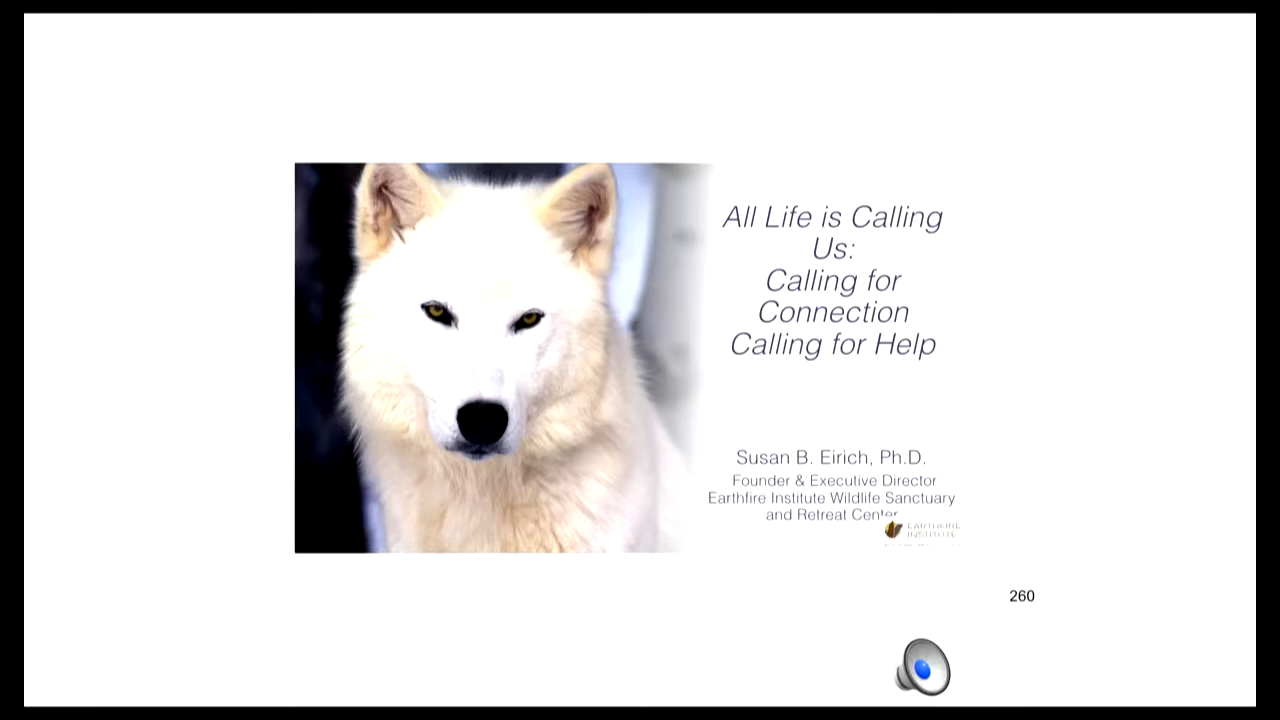 All Life is Calling
Us:
Calling for
Connection
Calling for Help
Susan B. Eirich, Ph.D.
Founder & Executive Director
Earthfire Institute Wildlife Sanctuary
and Retreat Center
EARTHFIRE
INSTITUTE
260